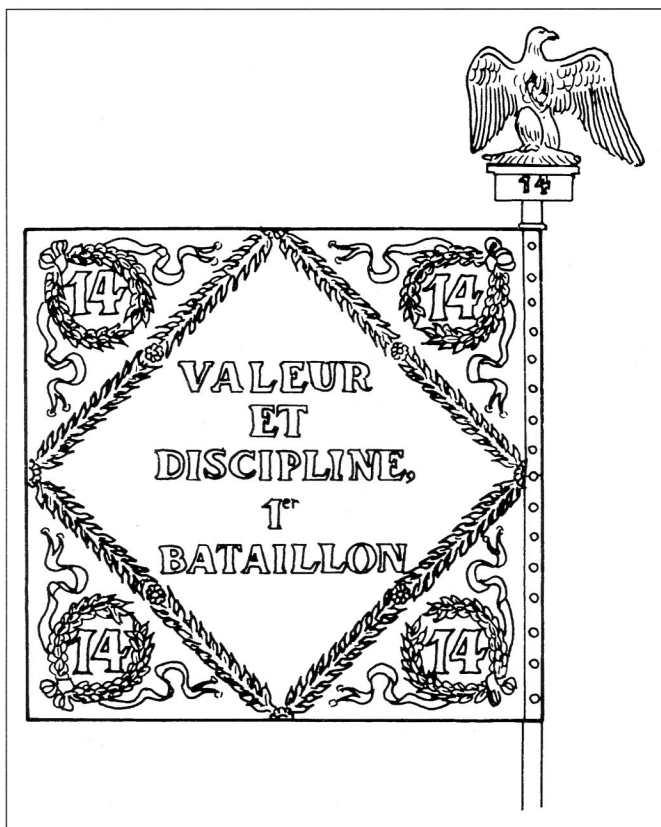 14
14 14
VALEUR
ET
DISCIPLINE,
1er
BATAILLON
14 14